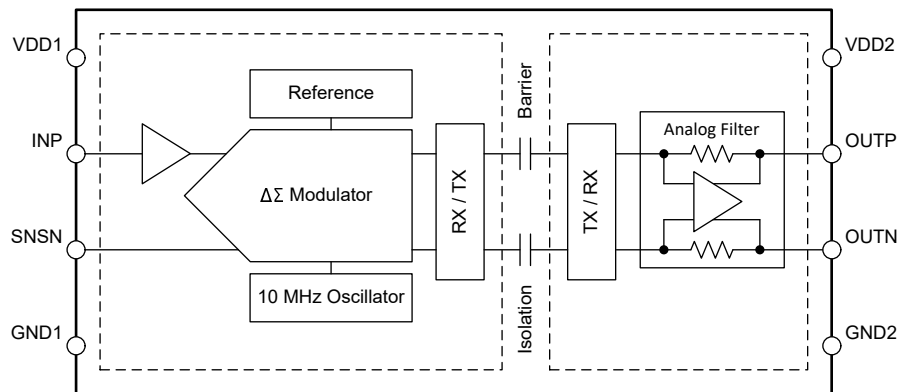 VDD1
VDD2
Reference
Barrier
Analog Filter
INP
OUTP
ΔΣ Modulator
RX / TX
TX / RX
SNSN
OUTN
10 MHz Oscillator
Isolation
GND1
GND2